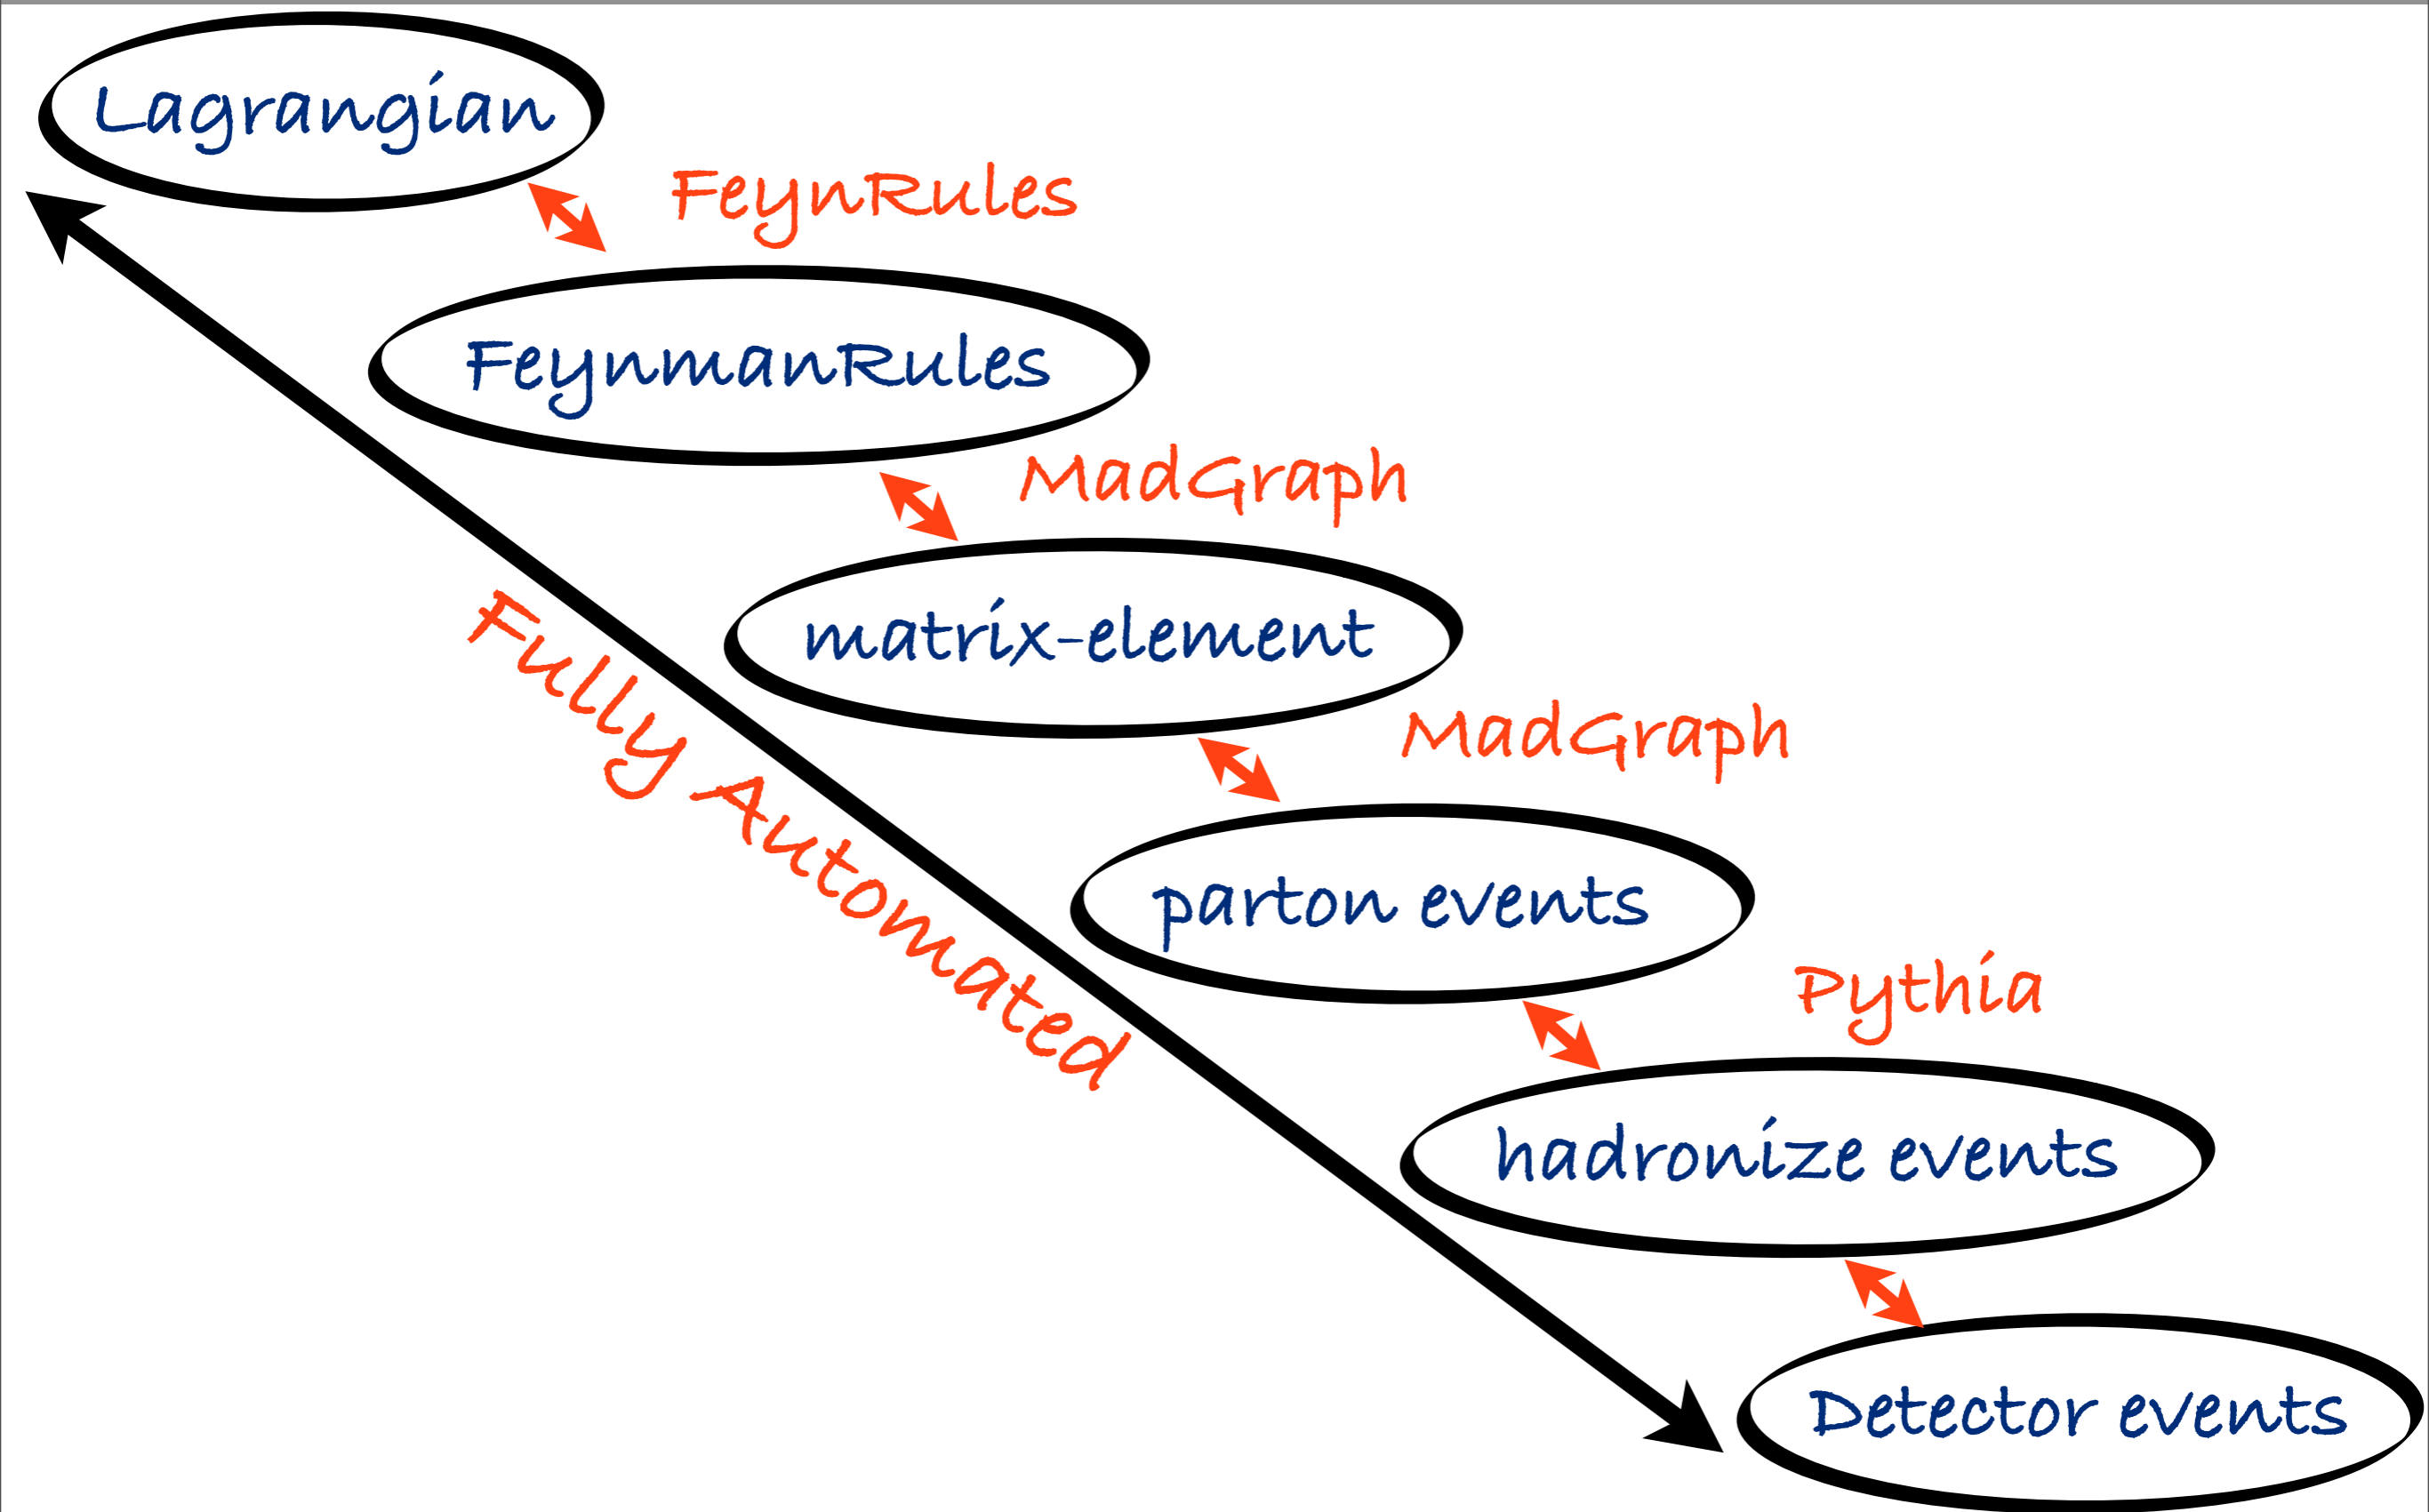 Lagrangian
FeynRules
FeynmanRules
MadGraph
matrix-element
MadGraph
Fully Automated
parton events
Pythia
hadronize events
Detector events